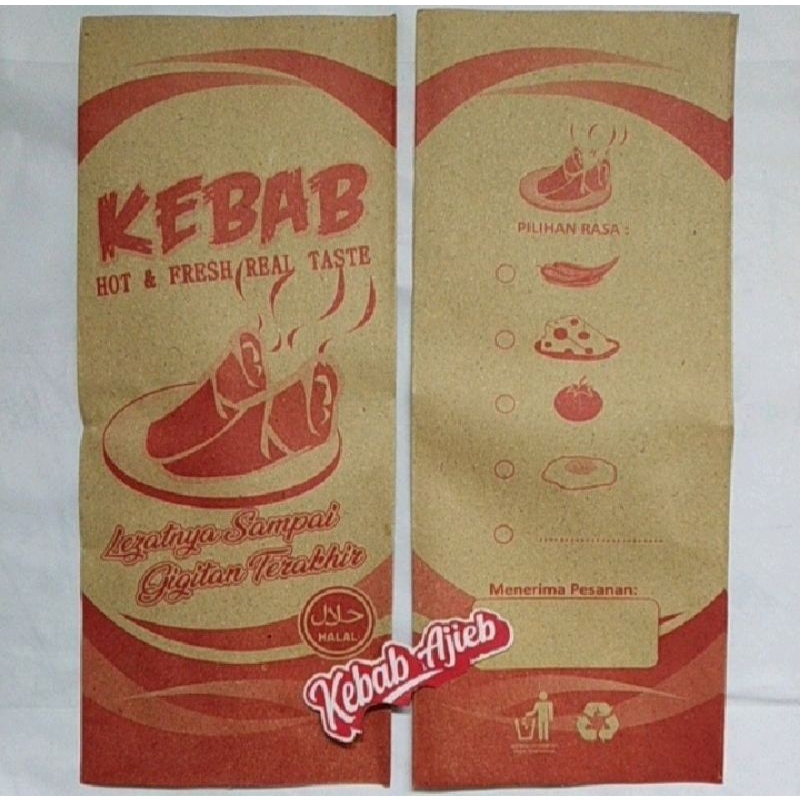 KEBAB
HOT & FRESH REAL TASTE
Lezatnya Sampai
Gigitan Terakhir
حلال
HALAL
Kebab Ajieb
PILIHAN RASA :
Menerima Pesanan: